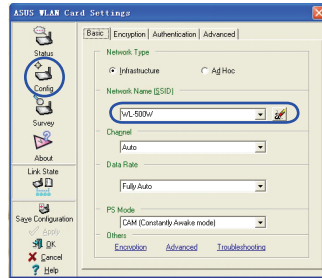 ASUS WLAN Card Settings
Status
Config
Survey
About
Link State
Save Configuration
Apply
OK
Cancel
Help
Basic Encryption Authentication Advanced
Network Type
Infrastructure Ad Hoc
Network Name (SSID)
WL-500W
Channel
Auto
Data Rate
Fully Auto
PS Mode
CAM (Constantly Awake mode)
Others
Encryption Advanced Troubleshooting